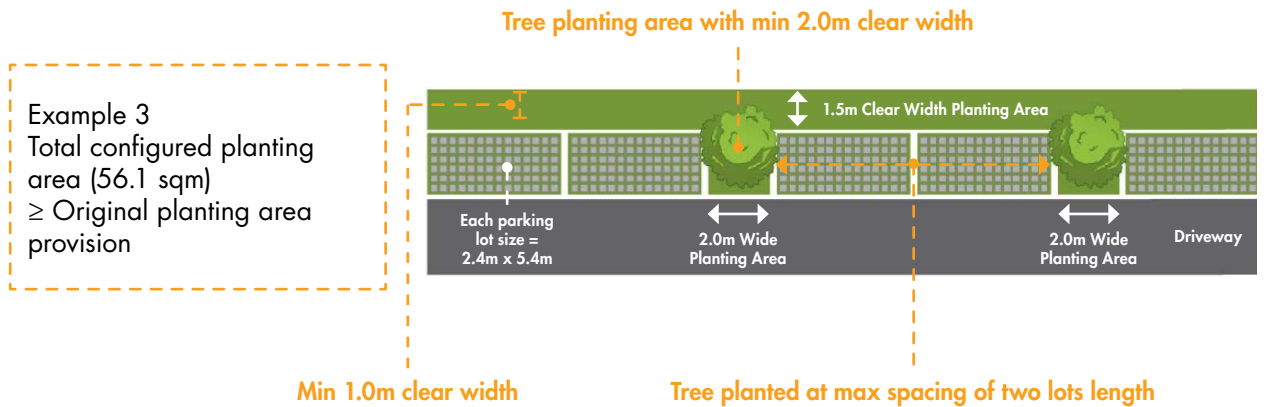 Tree planting area with min 2.0m clear width
Example 3
Total configured planting
area (56.1 sqm)
≥ Original planting area
provision
1.5m Clear Width Planting Area
Each parking
lot size =
2.4m x 5.4m
2.0m Wide
Planting Area
2.0m Wide
Planting Area
Driveway
Min 1.0m clear width
Tree planted at max spacing of two lots length